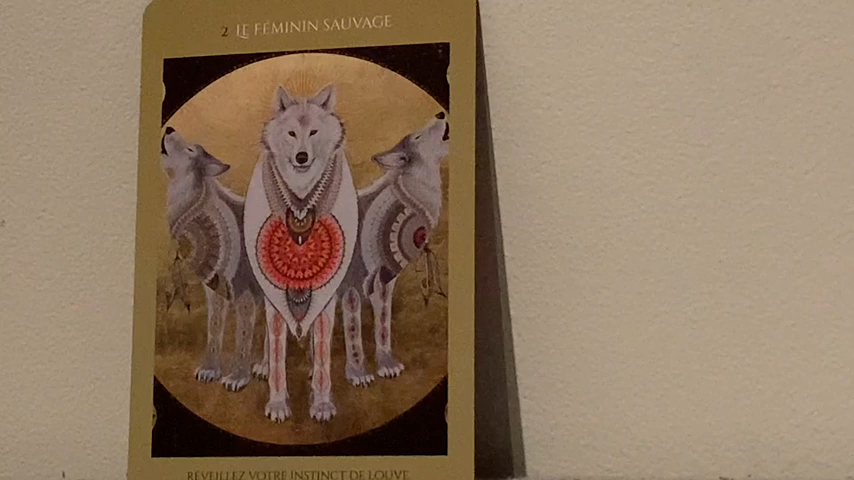 2 LE FÉMININ SAUVAGE
RÉVEILLEZ VOTRE INSTINCT DE LOUVE